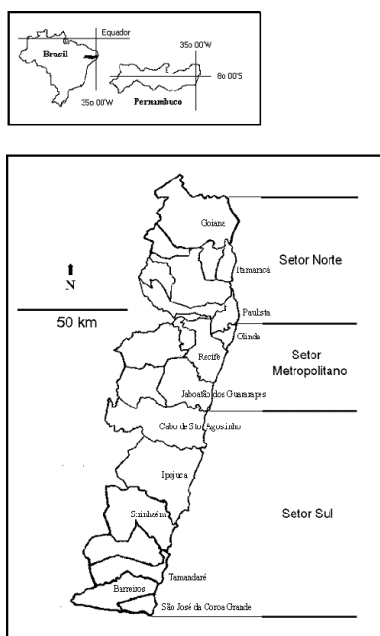 Equador
Brasil
35o 00'W
35o 00'W
8o 00'S
Pernambuco
Goiana
Itamaracá
Setor Norte
N
50 km
Paulista
Olinda
Recife
Setor
Metropolitano
Jaboatão dos Guararapes
Cabo de Sto. Agostinho
Ipojuca
Sirinhaém
Setor Sul
Tamandaré
Barreiros
São José da Coroa Grande